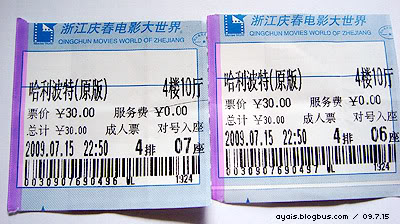 浙江庆春电影大世界
QINGCHUN MOVIES WORLD OF ZHEJIANG
哈利波特(原版) 4楼10厅
票价 ¥30.00 服务费 ¥0.00
总计 ¥30.00 成人票 对号入座
2009.07.15 22:50 4排 07座
0030907690496 WL 1924
浙江庆春电影大世界
QINGCHUN MOVIES WORLD OF ZHEJIANG
哈利波特(原版) 4楼10厅
票价 ¥30.00 服务费 ¥0.00
总计 ¥30.00 成人票 对号入座
2009.07.15 22:50 4排 06座
0030907690497 WL 1924
ayais.blogbus.com / 09.7.15